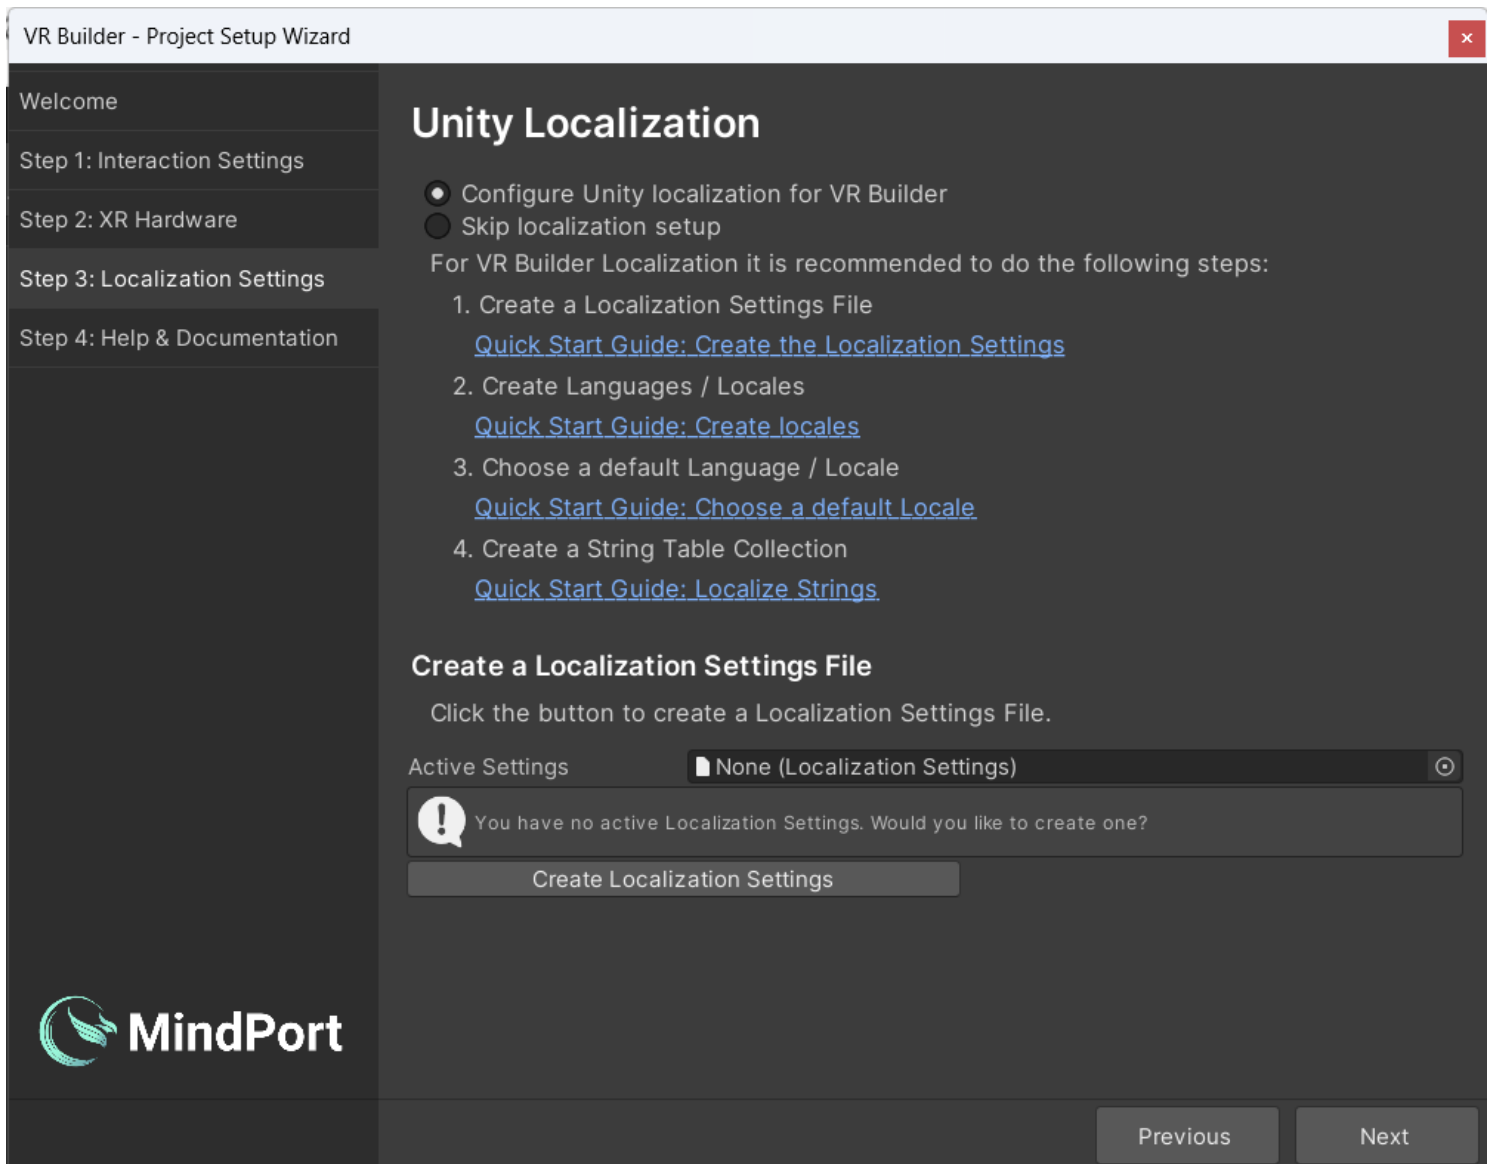 VR Builder - Project Setup Wizard
Welcome
Step 1: Interaction Settings
Step 2: XR Hardware
Step 3: Localization Settings
Step 4: Help & Documentation
MindPort
Unity Localization
Configure Unity localization for VR Builder
Skip localization setup
For VR Builder Localization it is recommended to do the following steps:
1. Create a Localization Settings File
Quick Start Guide: Create the Localization Settings
2. Create Languages / Locales
Quick Start Guide: Create locales
3. Choose a default Language / Locale
Quick Start Guide: Choose a default Locale
4. Create a String Table Collection
Quick Start Guide: Localize Strings
Create a Localization Settings File
Click the button to create a Localization Settings File.
Active Settings None (Localization Settings)
You have no active Localization Settings. Would you like to create one?
Create Localization Settings
Previous Next